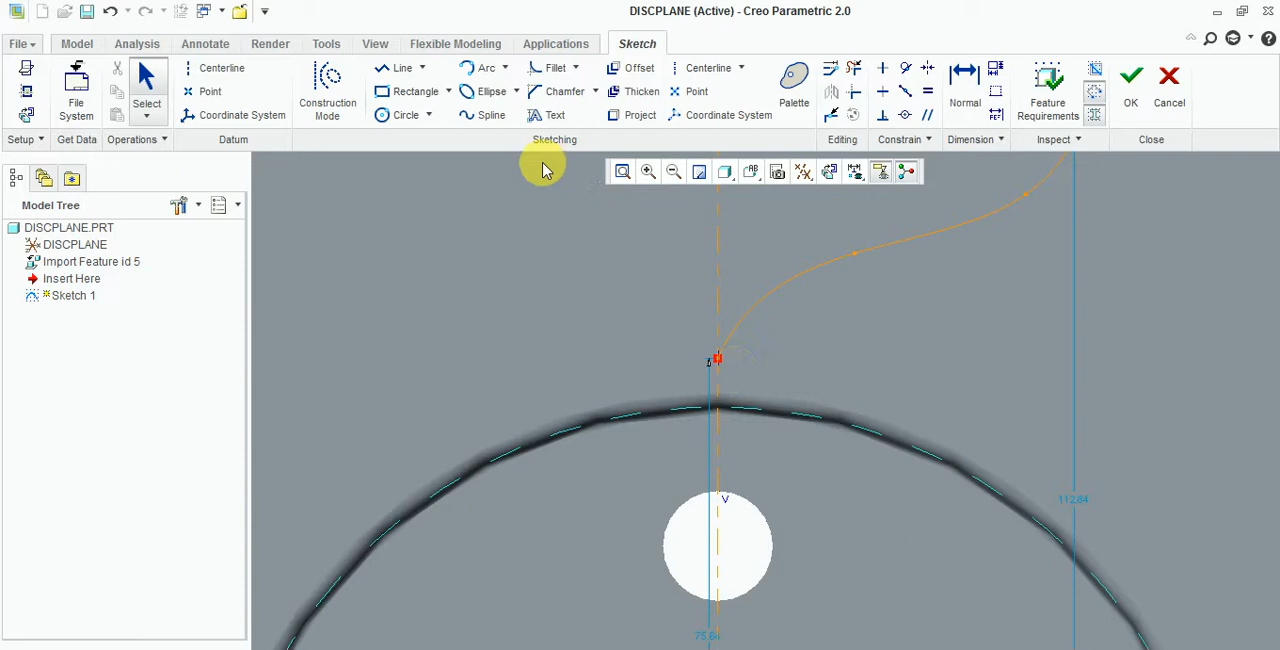 DISCPLANE (Active) - Creo Parametric 2.0
File Model Analysis Annotate Render Tools View Flexible Modeling Applications Sketch
Centerline Line Arc Fillet Offset Centerline
Point Rectangle Ellipse Chamfer Thicken Point
Coordinate System Circle Spline Text Project Coordinate System
File System
Select
Construction Mode
Palette
Normal
Feature Requirements
OK Cancel
Setup Get Data Operations Datum Sketching Editing Constrain Dimension Inspect Close
Model Tree
DISCPLANE.PRT
DISCPLANE
Import Feature id 5
Insert Here
Sketch 1
V
112.84
75.64